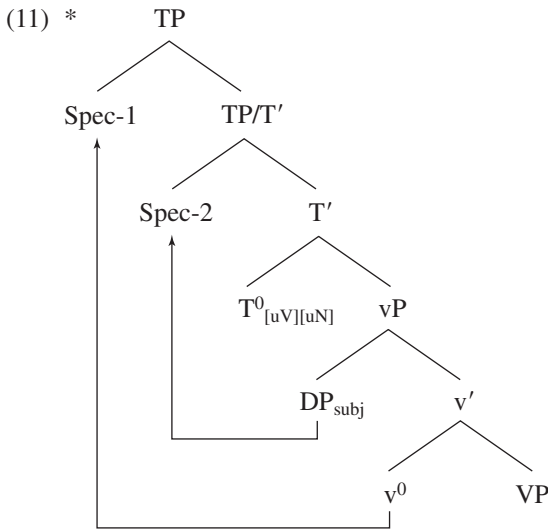 (11) * TP
Spec-1 TP/T′
Spec-2 T′
T⁰[uV][uN] vP
DPsubj v′
v⁰ VP